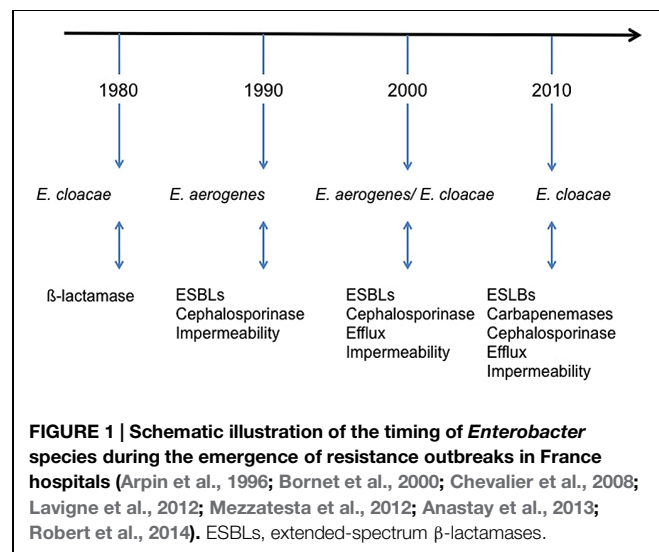 1980 1990 2000 2010
E. cloacae E. aerogenes E. aerogenes/ E. cloacae E. cloacae
ß-lactamase ESBLs ESBLs ESLBs
Cephalosporinase Cephalosporinase Carbapenemases
Impermeability Efflux Cephalosporinase
Impermeability Efflux
Impermeability
FIGURE 1 | Schematic illustration of the timing of Enterobacter
species during the emergence of resistance outbreaks in France
hospitals (Arpin et al., 1996; Bornet et al., 2000; Chevalier et al., 2008;
Lavigne et al., 2012; Mezzatesta et al., 2012; Anastay et al., 2013;
Robert et al., 2014). ESBLs, extended-spectrum β-lactamases.